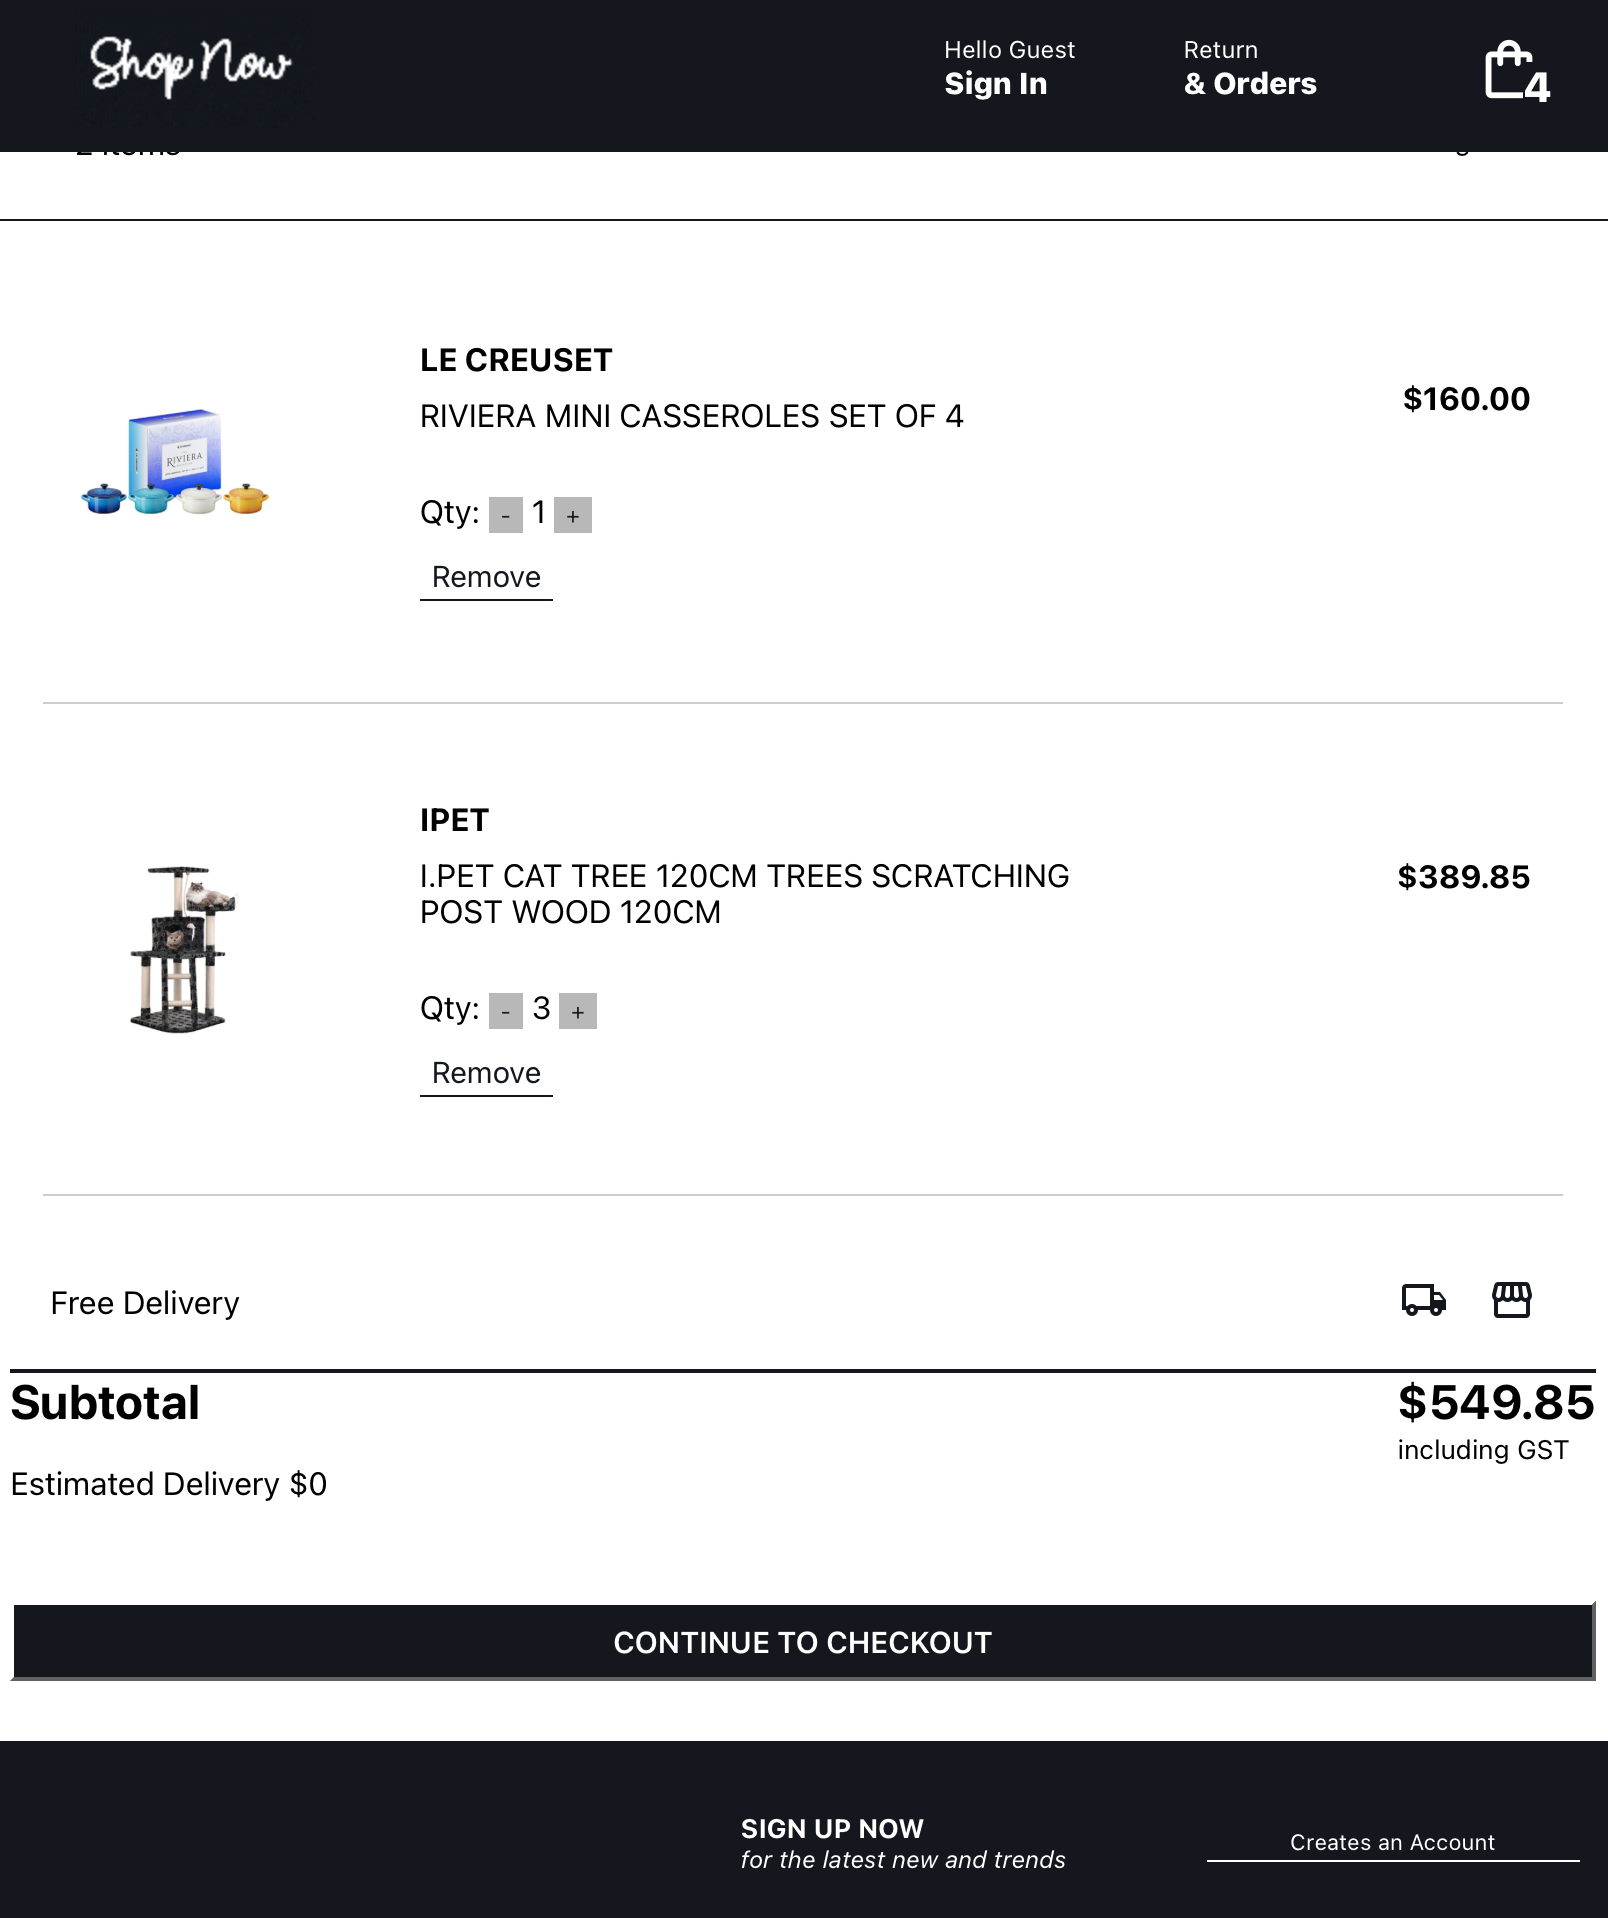 Shop Now
Hello Guest
Sign In
Return
& Orders
4
2 Items
LE CREUSET
RIVIERA MINI CASSEROLES SET OF 4
$160.00
RIVIERA
Qty: - 1 +
Remove
IPET
I.PET CAT TREE 120CM TREES SCRATCHING
POST WOOD 120CM
$389.85
Qty: - 3 +
Remove
Free Delivery
Subtotal
$549.85
including GST
Estimated Delivery $0
CONTINUE TO CHECKOUT
SIGN UP NOW
for the latest new and trends
Creates an Account